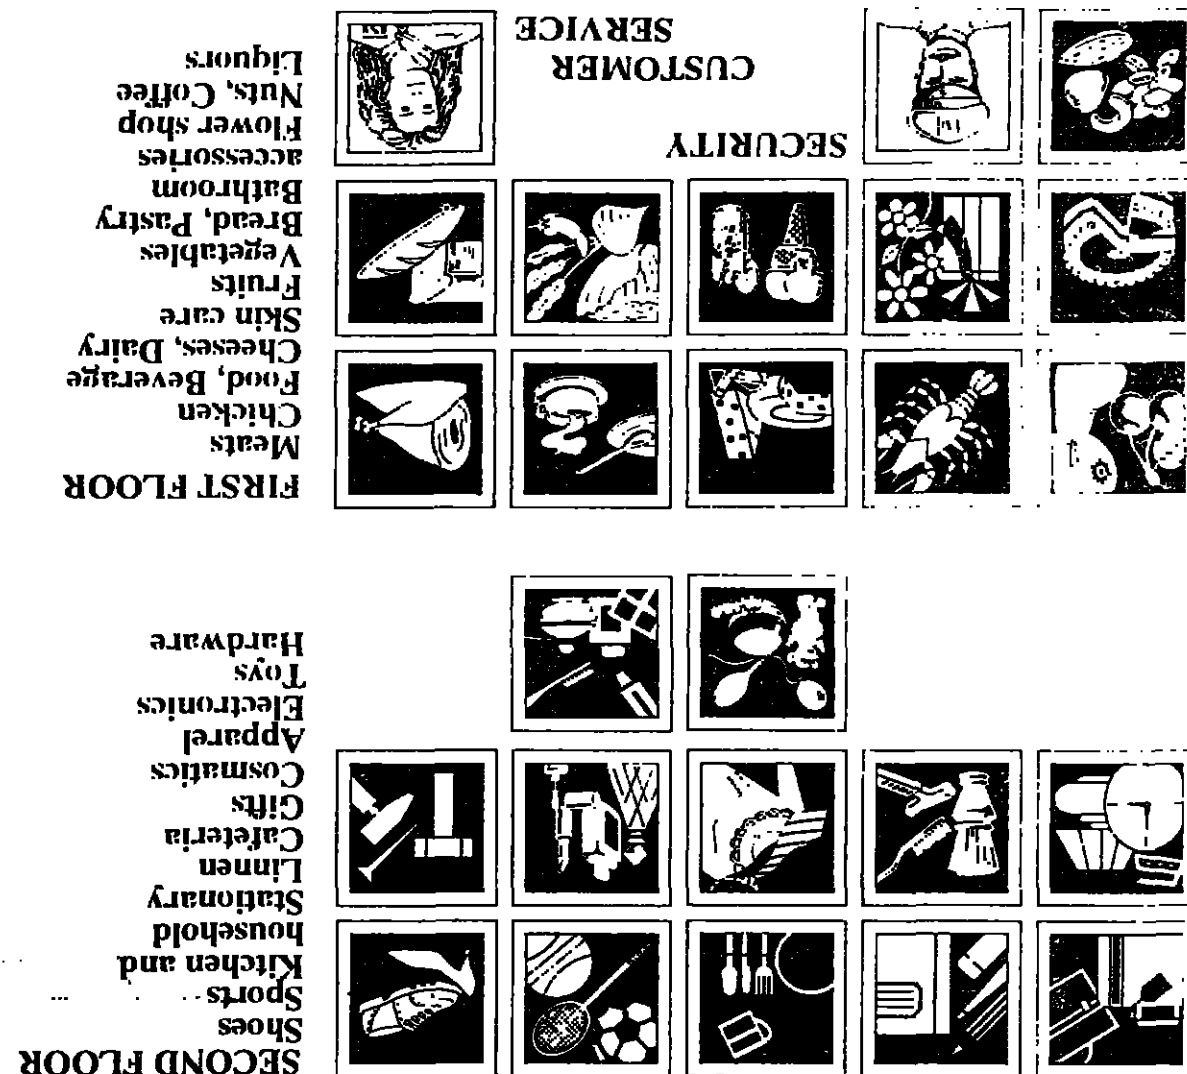 SECOND FLOOR
Shoes
Sports
Kitchen and
household
Stationary
Linnen
Cafeteria
Gifts
Cosmatics
Apparel
Electronics
Toys
Hardware
FIRST FLOOR
Meats
Chicken
Food, Beverage
Cheeses, Dairy
Skin care
Fruits
Vegetables
Bread, Pastry
Bathroom
accessories
Flower shop
Nuts, Coffee
Liquors
SECURITY
CUSTOMER
SERVICE